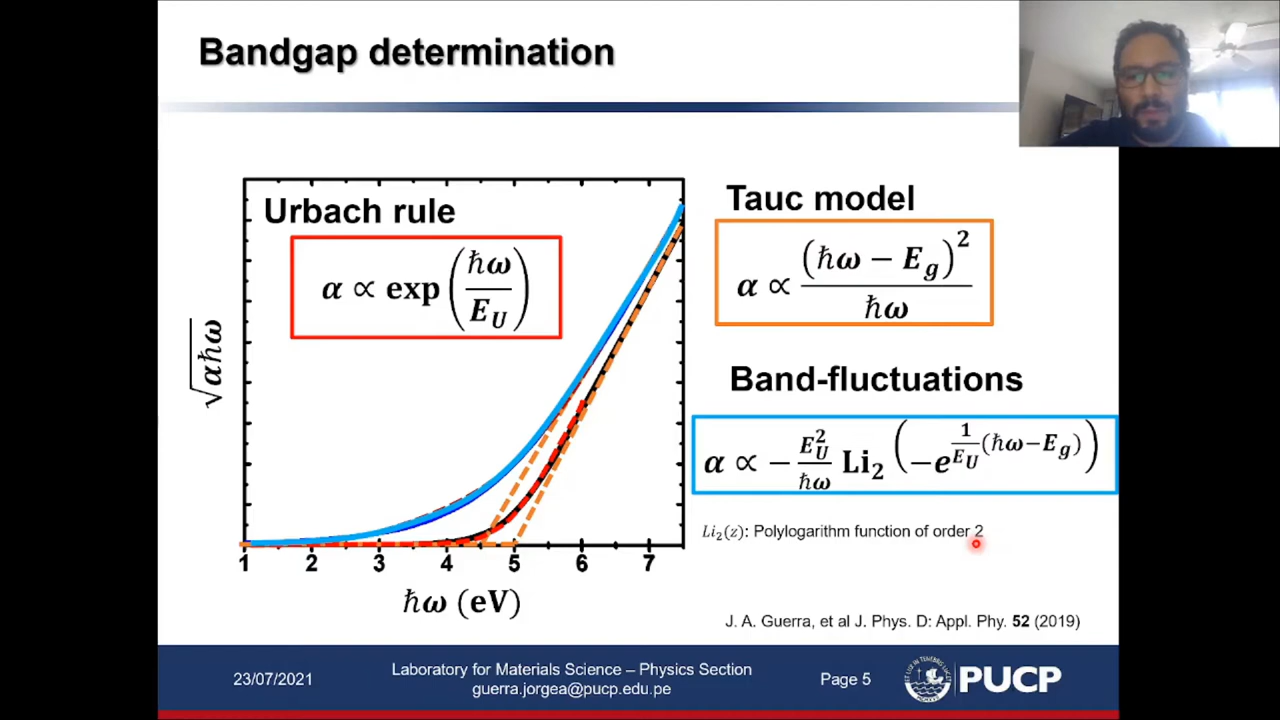 Bandgap determination
Urbach rule
α ∝ exp(ℏω/E_U)
√αℏω
1 2 3 4 5 6 7
ℏω (eV)
Tauc model
α ∝ (ℏω − E_g)²/ℏω
Band-fluctuations
α ∝ − E_U²/ℏω Li₂ (−e^{1/E_U (ℏω−E_g)})
Li₂(z): Polylogarithm function of order 2
J. A. Guerra, et al J. Phys. D: Appl. Phy. 52 (2019)
23/07/2021
Laboratory for Materials Science – Physics Section
guerra.jorgea@pucp.edu.pe
Page 5
PUCP